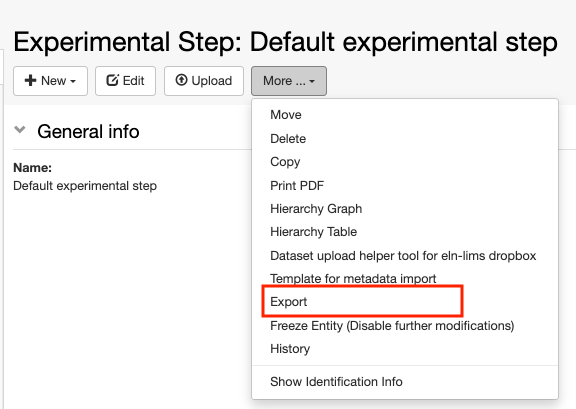 Experimental Step: Default experimental step
New
Edit
Upload
More ...
General info
Name:
Default experimental step
Move
Delete
Copy
Print PDF
Hierarchy Graph
Hierarchy Table
Dataset upload helper tool for eln-lims dropbox
Template for metadata import
Export
Freeze Entity (Disable further modifications)
History
Show Identification Info